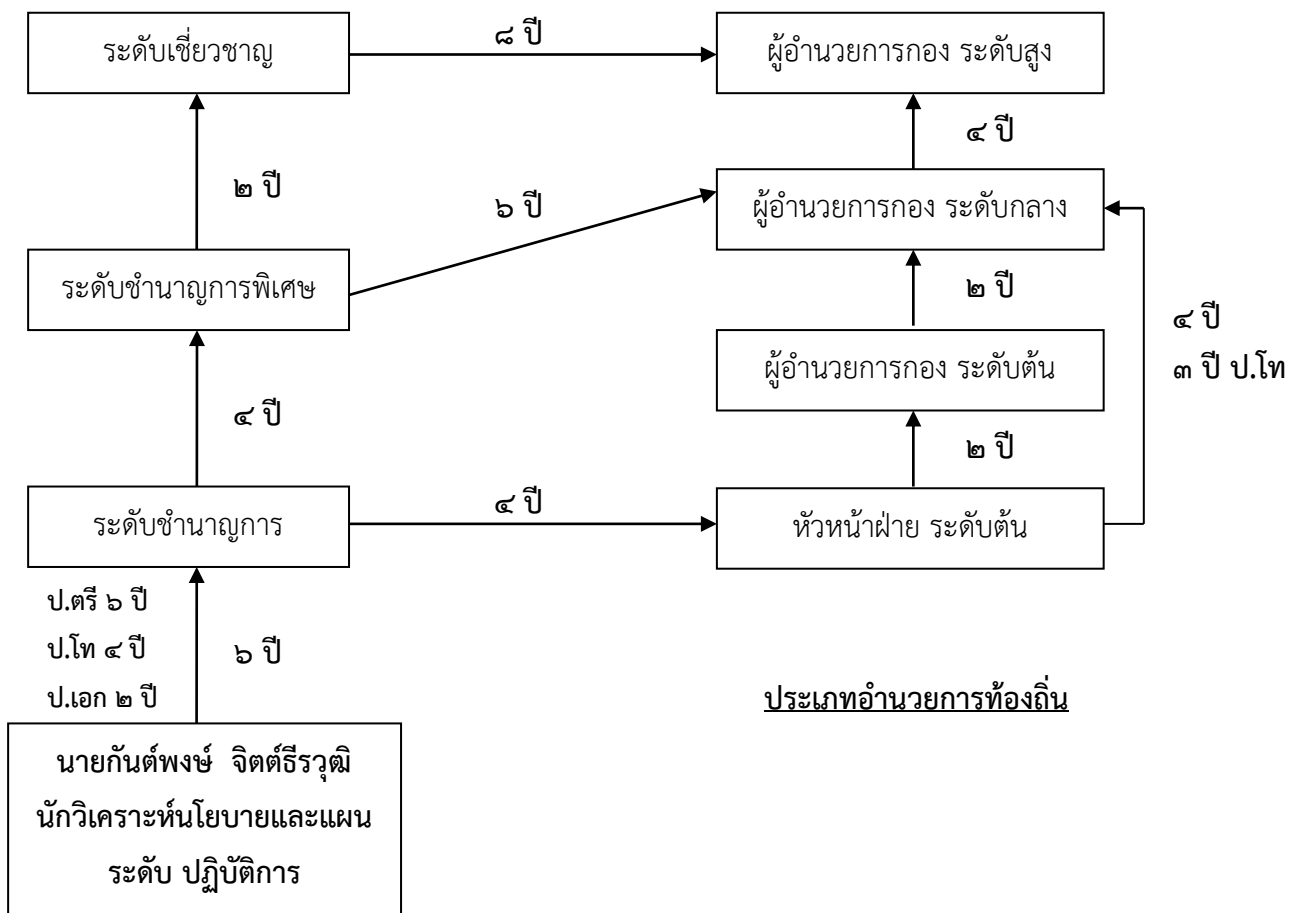 ระดับเชี่ยวชาญ
๘ ปี
ผู้อำนวยการกอง ระดับสูง
๔ ปี
๒ ปี
๖ ปี
ผู้อำนวยการกอง ระดับกลาง
ระดับชำนาญการพิเศษ
๒ ปี
๔ ปี
๓ ปี ป.โท
ผู้อำนวยการกอง ระดับต้น
๔ ปี
๒ ปี
ระดับชำนาญการ
๔ ปี
หัวหน้าฝ่าย ระดับต้น
ป.ตรี ๖ ปี
ป.โท ๔ ปี
ป.เอก ๒ ปี
๖ ปี
ประเภทอำนวยการท้องถิ่น
นายกันต์พงษ์ จิตต์ธีรวุฒิ
นักวิเคราะห์นโยบายและแผน
ระดับ ปฏิบัติการ